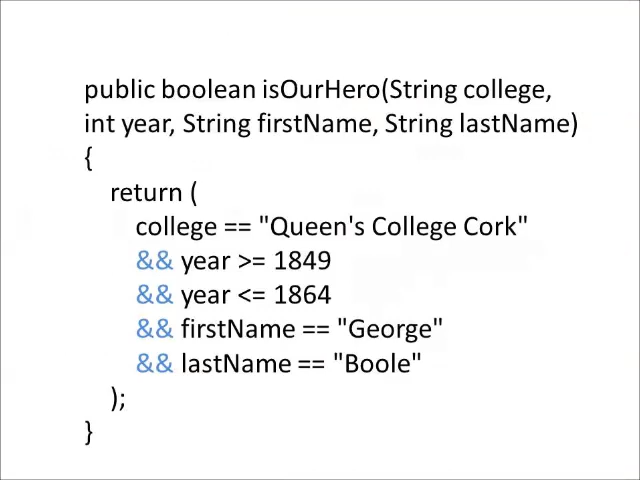 public boolean isOurHero(String college,
int year, String firstName, String lastName)
{
return (
college == "Queen's College Cork"
&& year >= 1849
&& year <= 1864
&& firstName == "George"
&& lastName == "Boole"
);
}